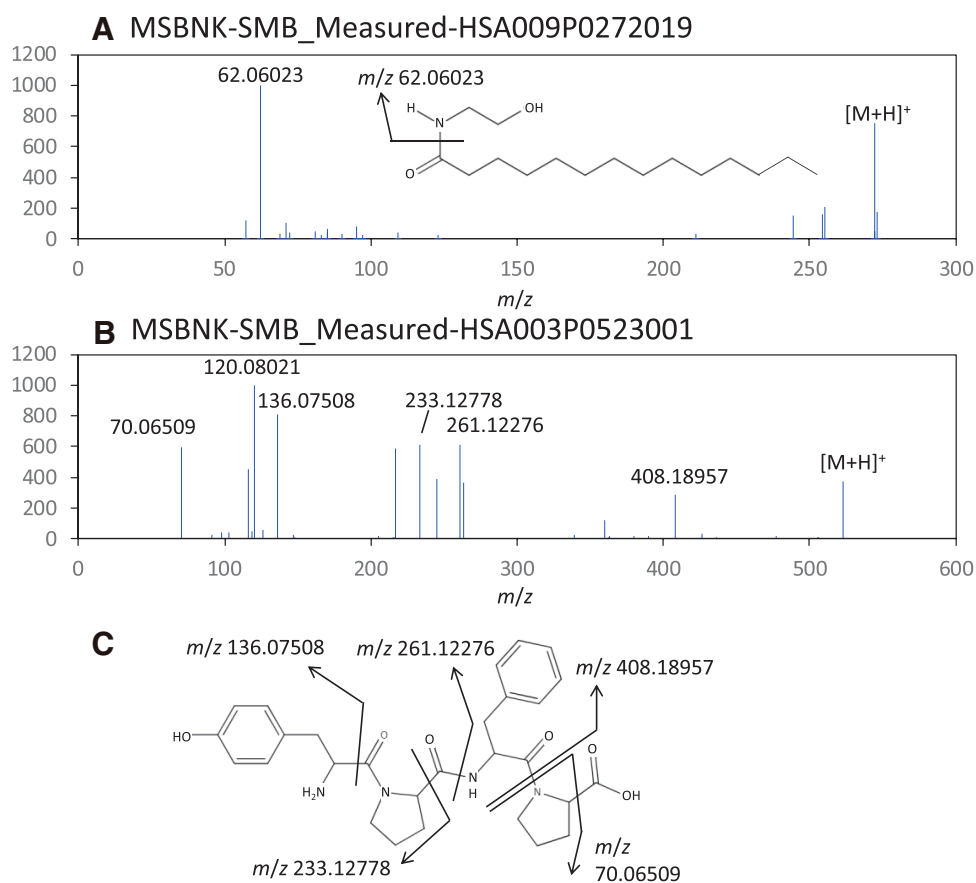 A MSBNK-SMB_Measured-HSA009P0272019
1200
1000
800
600
400
200
0
62.06023
m/z 62.06023
H
N
OH
O
[M+H]+
0 50 100 150 200 250 300
m/z
B MSBNK-SMB_Measured-HSA003P0523001
1200
1000
800
600
400
200
0
120.08021
136.07508
70.06509
233.12778
261.12276
408.18957
[M+H]+
0 100 200 300 400 500 600
m/z
C
m/z 136.07508
m/z 261.12276
m/z 408.18957
HO
O
O
O
O
H₂N
N
N
H
N
OH
m/z 233.12778
m/z
70.06509